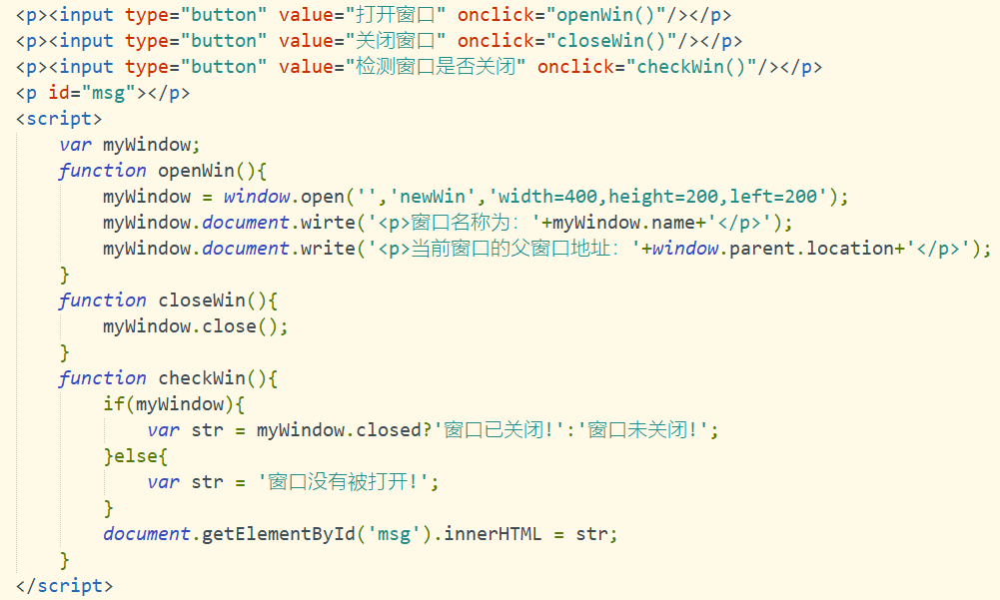 <p><input type="button" value="打开窗口" onclick="openWin()"/></p>
<p><input type="button" value="关闭窗口" onclick="closeWin()"/></p>
<p><input type="button" value="检测窗口是否关闭" onclick="checkWin()"/></p>
<p id="msg"></p>
<script>
    var myWindow;
    function openWin(){
        myWindow = window.open('','newWin','width=400,height=200,left=200');
        myWindow.document.wirte('<p>窗口名称为：'+myWindow.name+'</p>');
        myWindow.document.write('<p>当前窗口的父窗口地址：'+window.parent.location+'</p>');
    }
    function closeWin(){
        myWindow.close();
    }
    function checkWin(){
        if(myWindow){
            var str = myWindow.closed?'窗口已关闭!':'窗口未关闭!';
        }else{
            var str = '窗口没有被打开!';
        }
        document.getElementById('msg').innerHTML = str;
    }
</script>